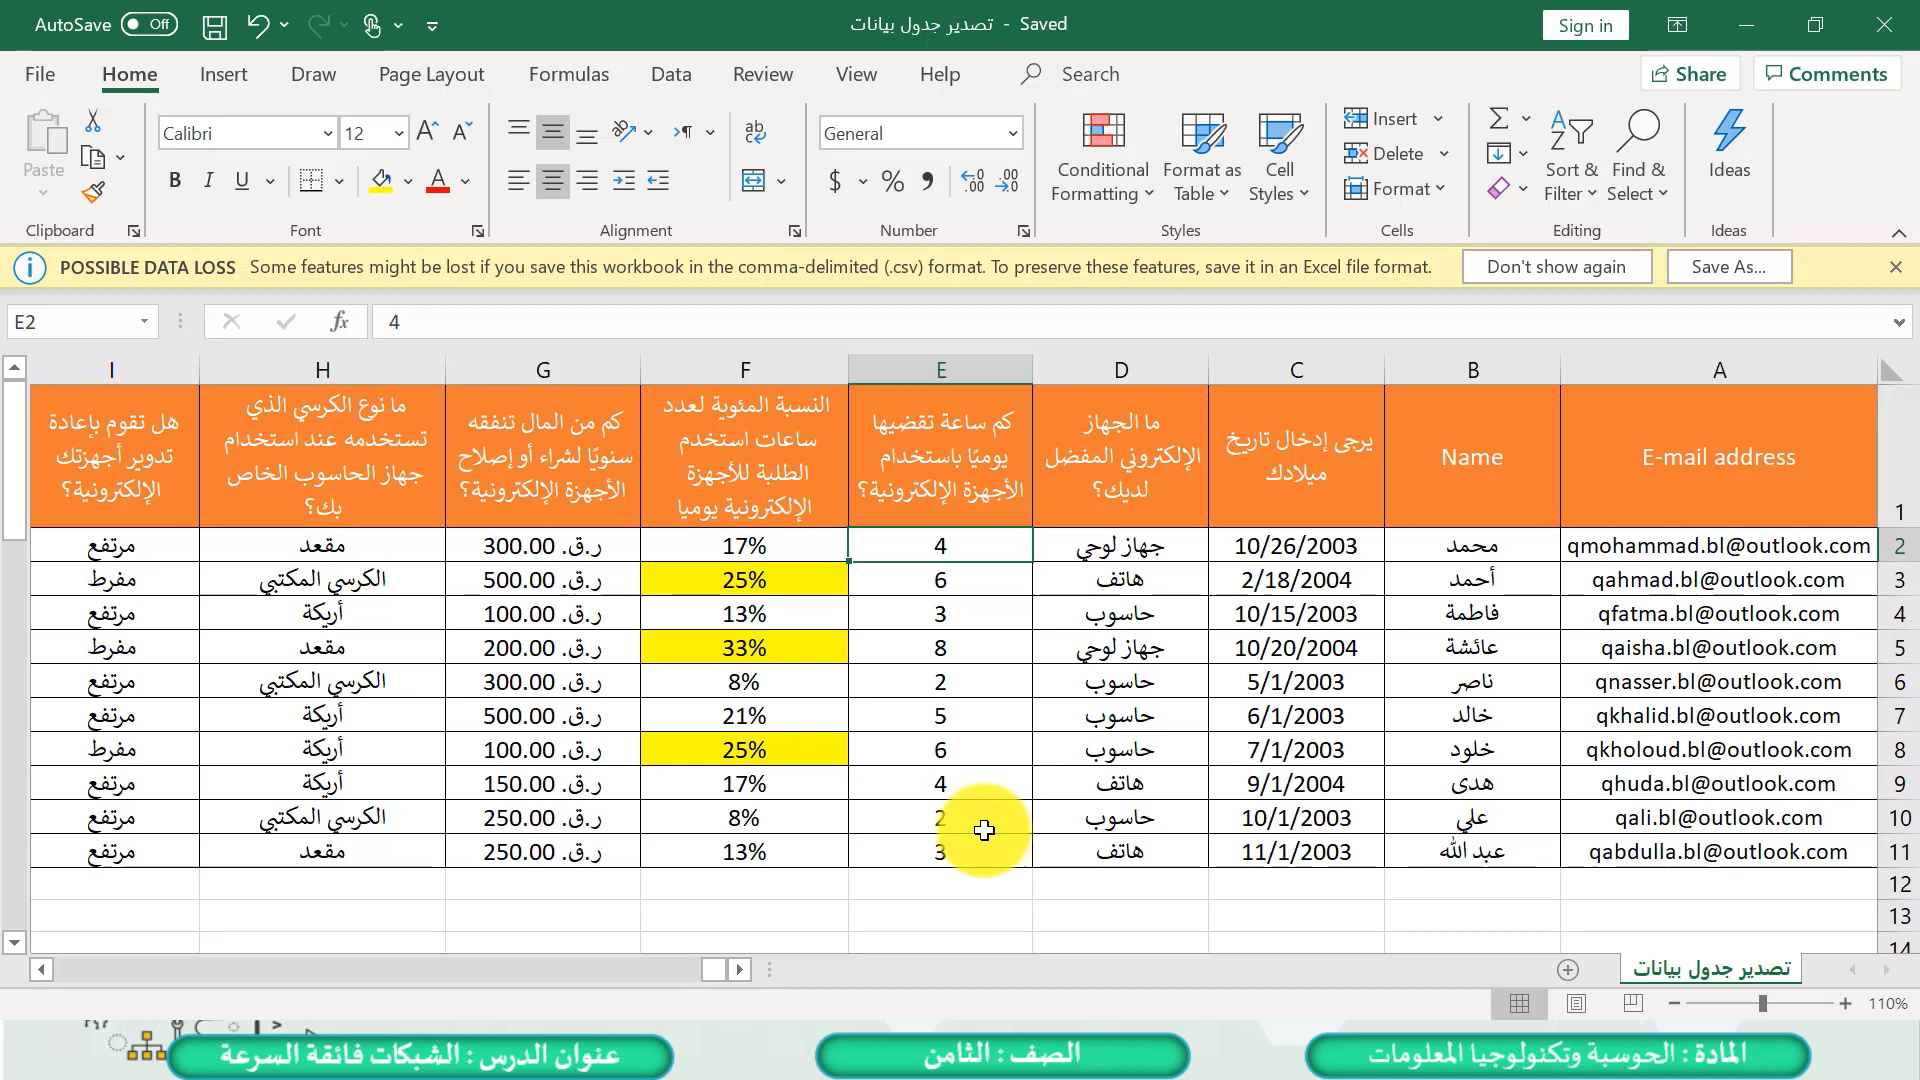 AutoSave Off
تصدير جدول بيانات - Saved
Sign in
File Home Insert Draw Page Layout Formulas Data Review View Help Search
Share Comments
Paste
Clipboard
Calibri 12
B I U
Font
Alignment
General
Number
Conditional Formatting
Format as Table
Cell Styles
Styles
Insert
Delete
Format
Cells
Sort & Filter
Find & Select
Editing
Ideas
Ideas
POSSIBLE DATA LOSS Some features might be lost if you save this workbook in the comma-delimited (.csv) format. To preserve these features, save it in an Excel file format. Don't show again Save As...
E2 fx 4
A B C D E F G H I
1 E-mail address Name يرجى إدخال تاريخ ميلادك ما الجهاز الإلكتروني المفضل لديك؟ كم ساعة تقضيها يوميًا باستخدام الأجهزة الإلكترونية؟ النسبة المئوية لعدد ساعات استخدم الطلبة للأجهزة الإلكترونية يوميا كم من المال تنفقه سنويًا لشراء أو إصلاح الأجهزة الإلكترونية؟ ما نوع الكرسي الذي تستخدمه عند استخدام جهاز الحاسوب الخاص بك؟ هل تقوم بإعادة تدوير أجهزتك الإلكترونية؟
2 qmohammad.bl@outlook.com محمد 10/26/2003 جهاز لوحي 4 17% ر.ق. 300.00 مقعد مرتفع
3 qahmad.bl@outlook.com أحمد 2/18/2004 هاتف 6 25% ر.ق. 500.00 الكرسي المكتبي مفرط
4 qfatma.bl@outlook.com فاطمة 10/15/2003 حاسوب 3 13% ر.ق. 100.00 أريكة مرتفع
5 qaisha.bl@outlook.com عائشة 10/20/2004 جهاز لوحي 8 33% ر.ق. 200.00 مقعد مفرط
6 qnasser.bl@outlook.com ناصر 5/1/2003 حاسوب 2 8% ر.ق. 300.00 الكرسي المكتبي مرتفع
7 qkhalid.bl@outlook.com خالد 6/1/2003 حاسوب 5 21% ر.ق. 500.00 أريكة مرتفع
8 qkholoud.bl@outlook.com خلود 7/1/2003 حاسوب 6 25% ر.ق. 100.00 أريكة مفرط
9 qhuda.bl@outlook.com هدى 9/1/2004 هاتف 4 17% ر.ق. 150.00 أريكة مرتفع
10 qali.bl@outlook.com علي 10/1/2003 حاسوب 2 8% ر.ق. 250.00 الكرسي المكتبي مرتفع
11 qabdulla.bl@outlook.com عبد الله 11/1/2003 هاتف 3 13% ر.ق. 250.00 مقعد مرتفع
12
13
14
تصدير جدول بيانات
110%
المادة : الحوسبة وتكنولوجيا المعلومات
الصف : الثامن
عنوان الدرس : الشبكات فائقة السرعة